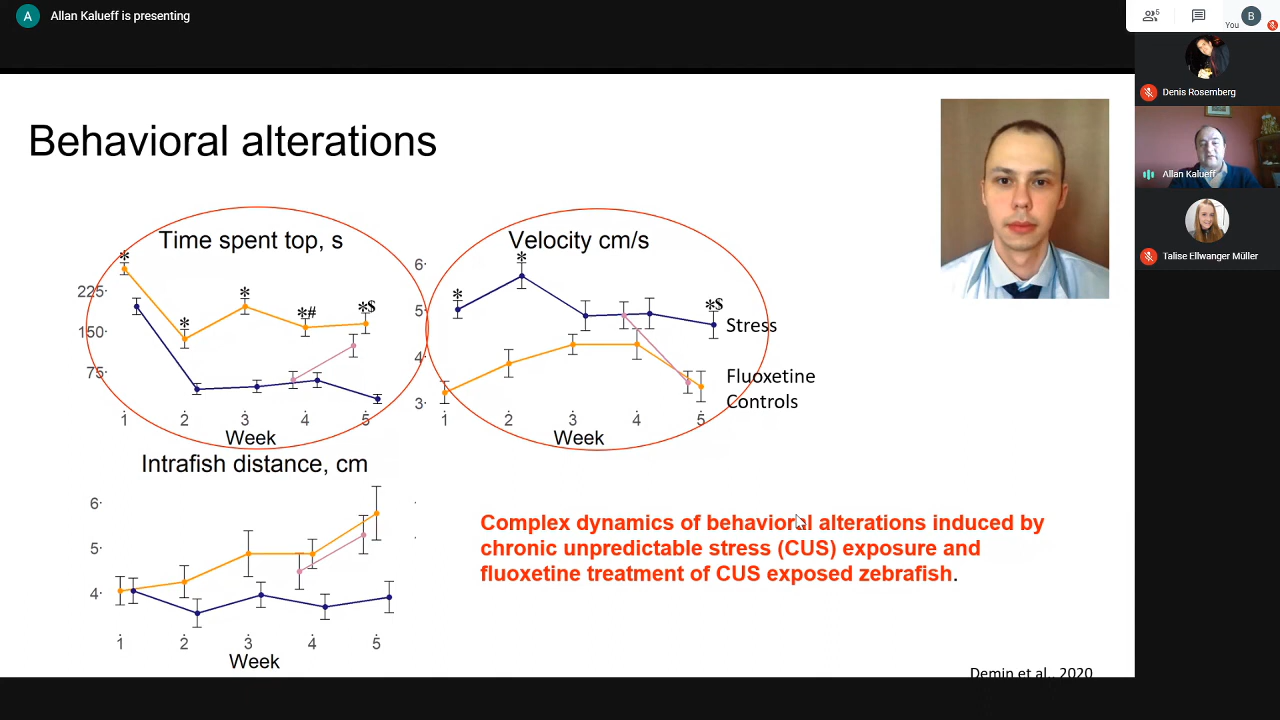 A Allan Kalueff is presenting
5
B
You
Denis Rosemberg
Allan Kalueff
Talise Ellwanger Müller
Behavioral alterations
Time spent top, s
225
150
75
* * * *# *$
1 2 3 4 5
Week
Velocity cm/s
6
5
4
3
* * *$
Stress
Fluoxetine
Controls
1 2 3 4 5
Week
Intrafish distance, cm
6
5
4
1 2 3 4 5
Week
Complex dynamics of behavioral alterations induced by
chronic unpredictable stress (CUS) exposure and
fluoxetine treatment of CUS exposed zebrafish.
Demin et al., 2020